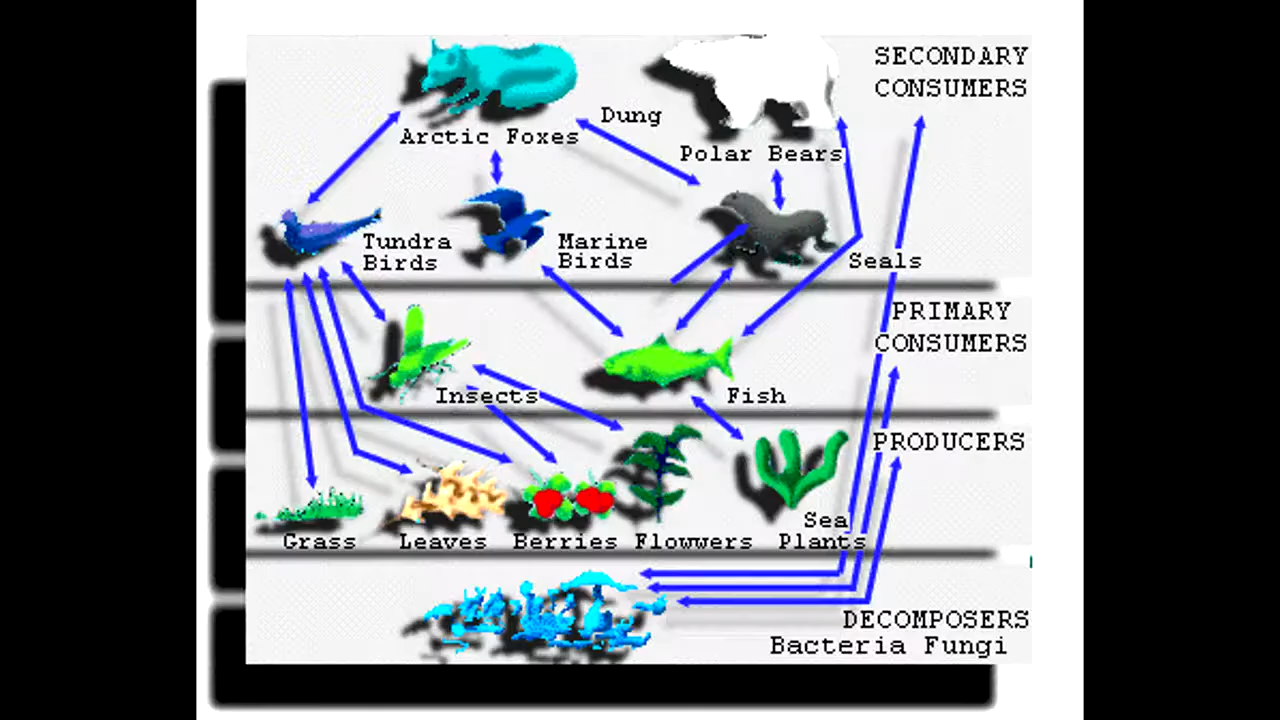 SECONDARY
CONSUMERS
Dung
Arctic Foxes
Polar Bears
Tundra
Birds
Marine
Birds
Seals
PRIMARY
CONSUMERS
Insects
Fish
PRODUCERS
Sea
Grass Leaves Berries Flowwers Plants
DECOMPOSERS
Bacteria Fungi